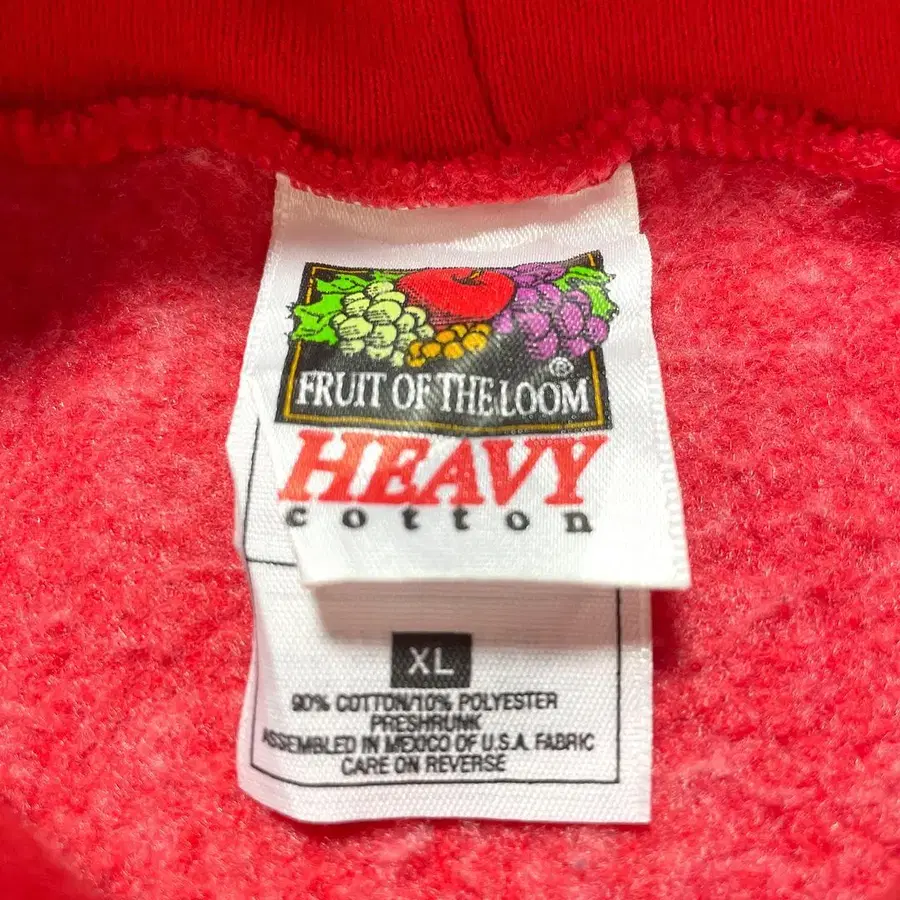 ®
FRUIT OF THE LOOM
HEAVY
cotton
XL
90% COTTON/10% POLYESTER
PRESHRUNK
ASSEMBLED IN MEXICO OF U.S.A. FABRIC
CARE ON REVERSE